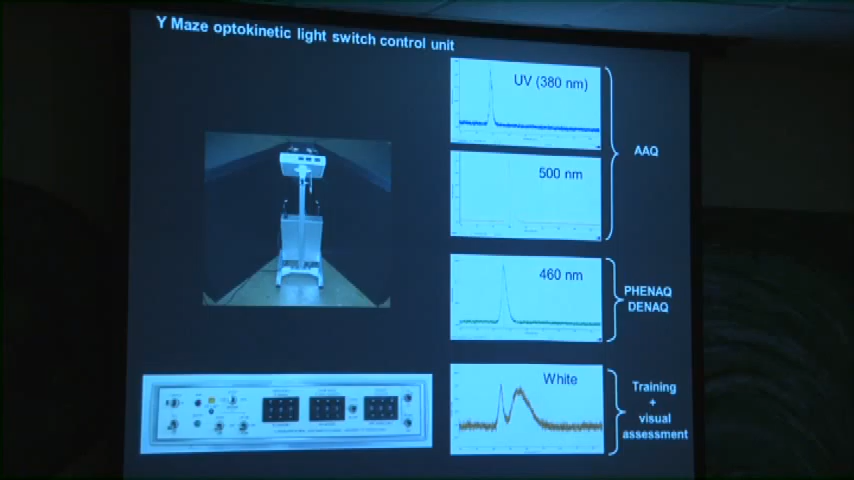 Y Maze optokinetic light switch control unit
UV (380 nm)
AAQ
500 nm
460 nm
PHENAQ
DENAQ
White
Training
+
visual
assessment